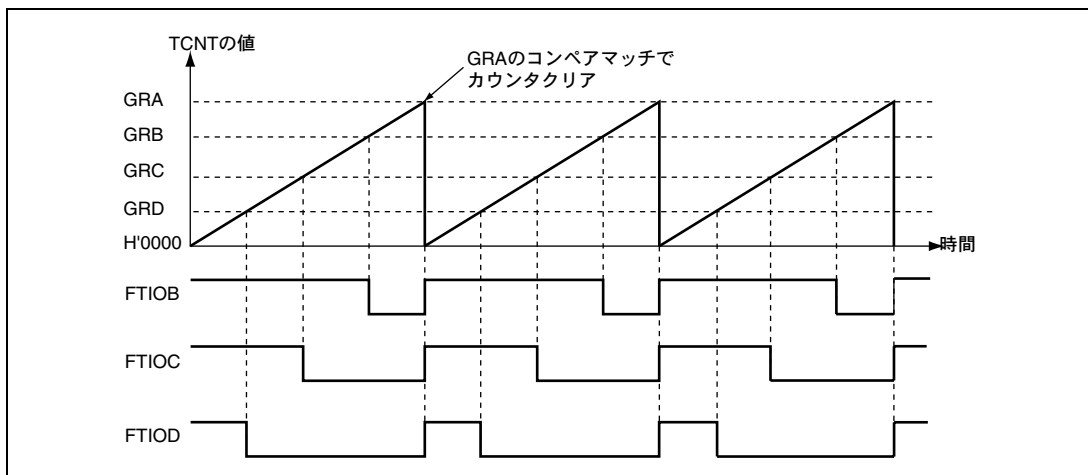 TCNTの値
GRAのコンペアマッチで
カウンタクリア
GRA
GRB
GRC
GRD
H'0000
時間
FTIOB
FTIOC
FTIOD